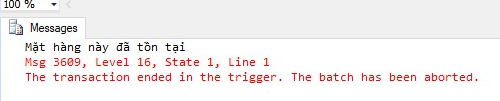 100 %
Messages
Mặt hàng này đã tồn tại
Msg 3609, Level 16, State 1, Line 1
The transaction ended in the trigger. The batch has been aborted.